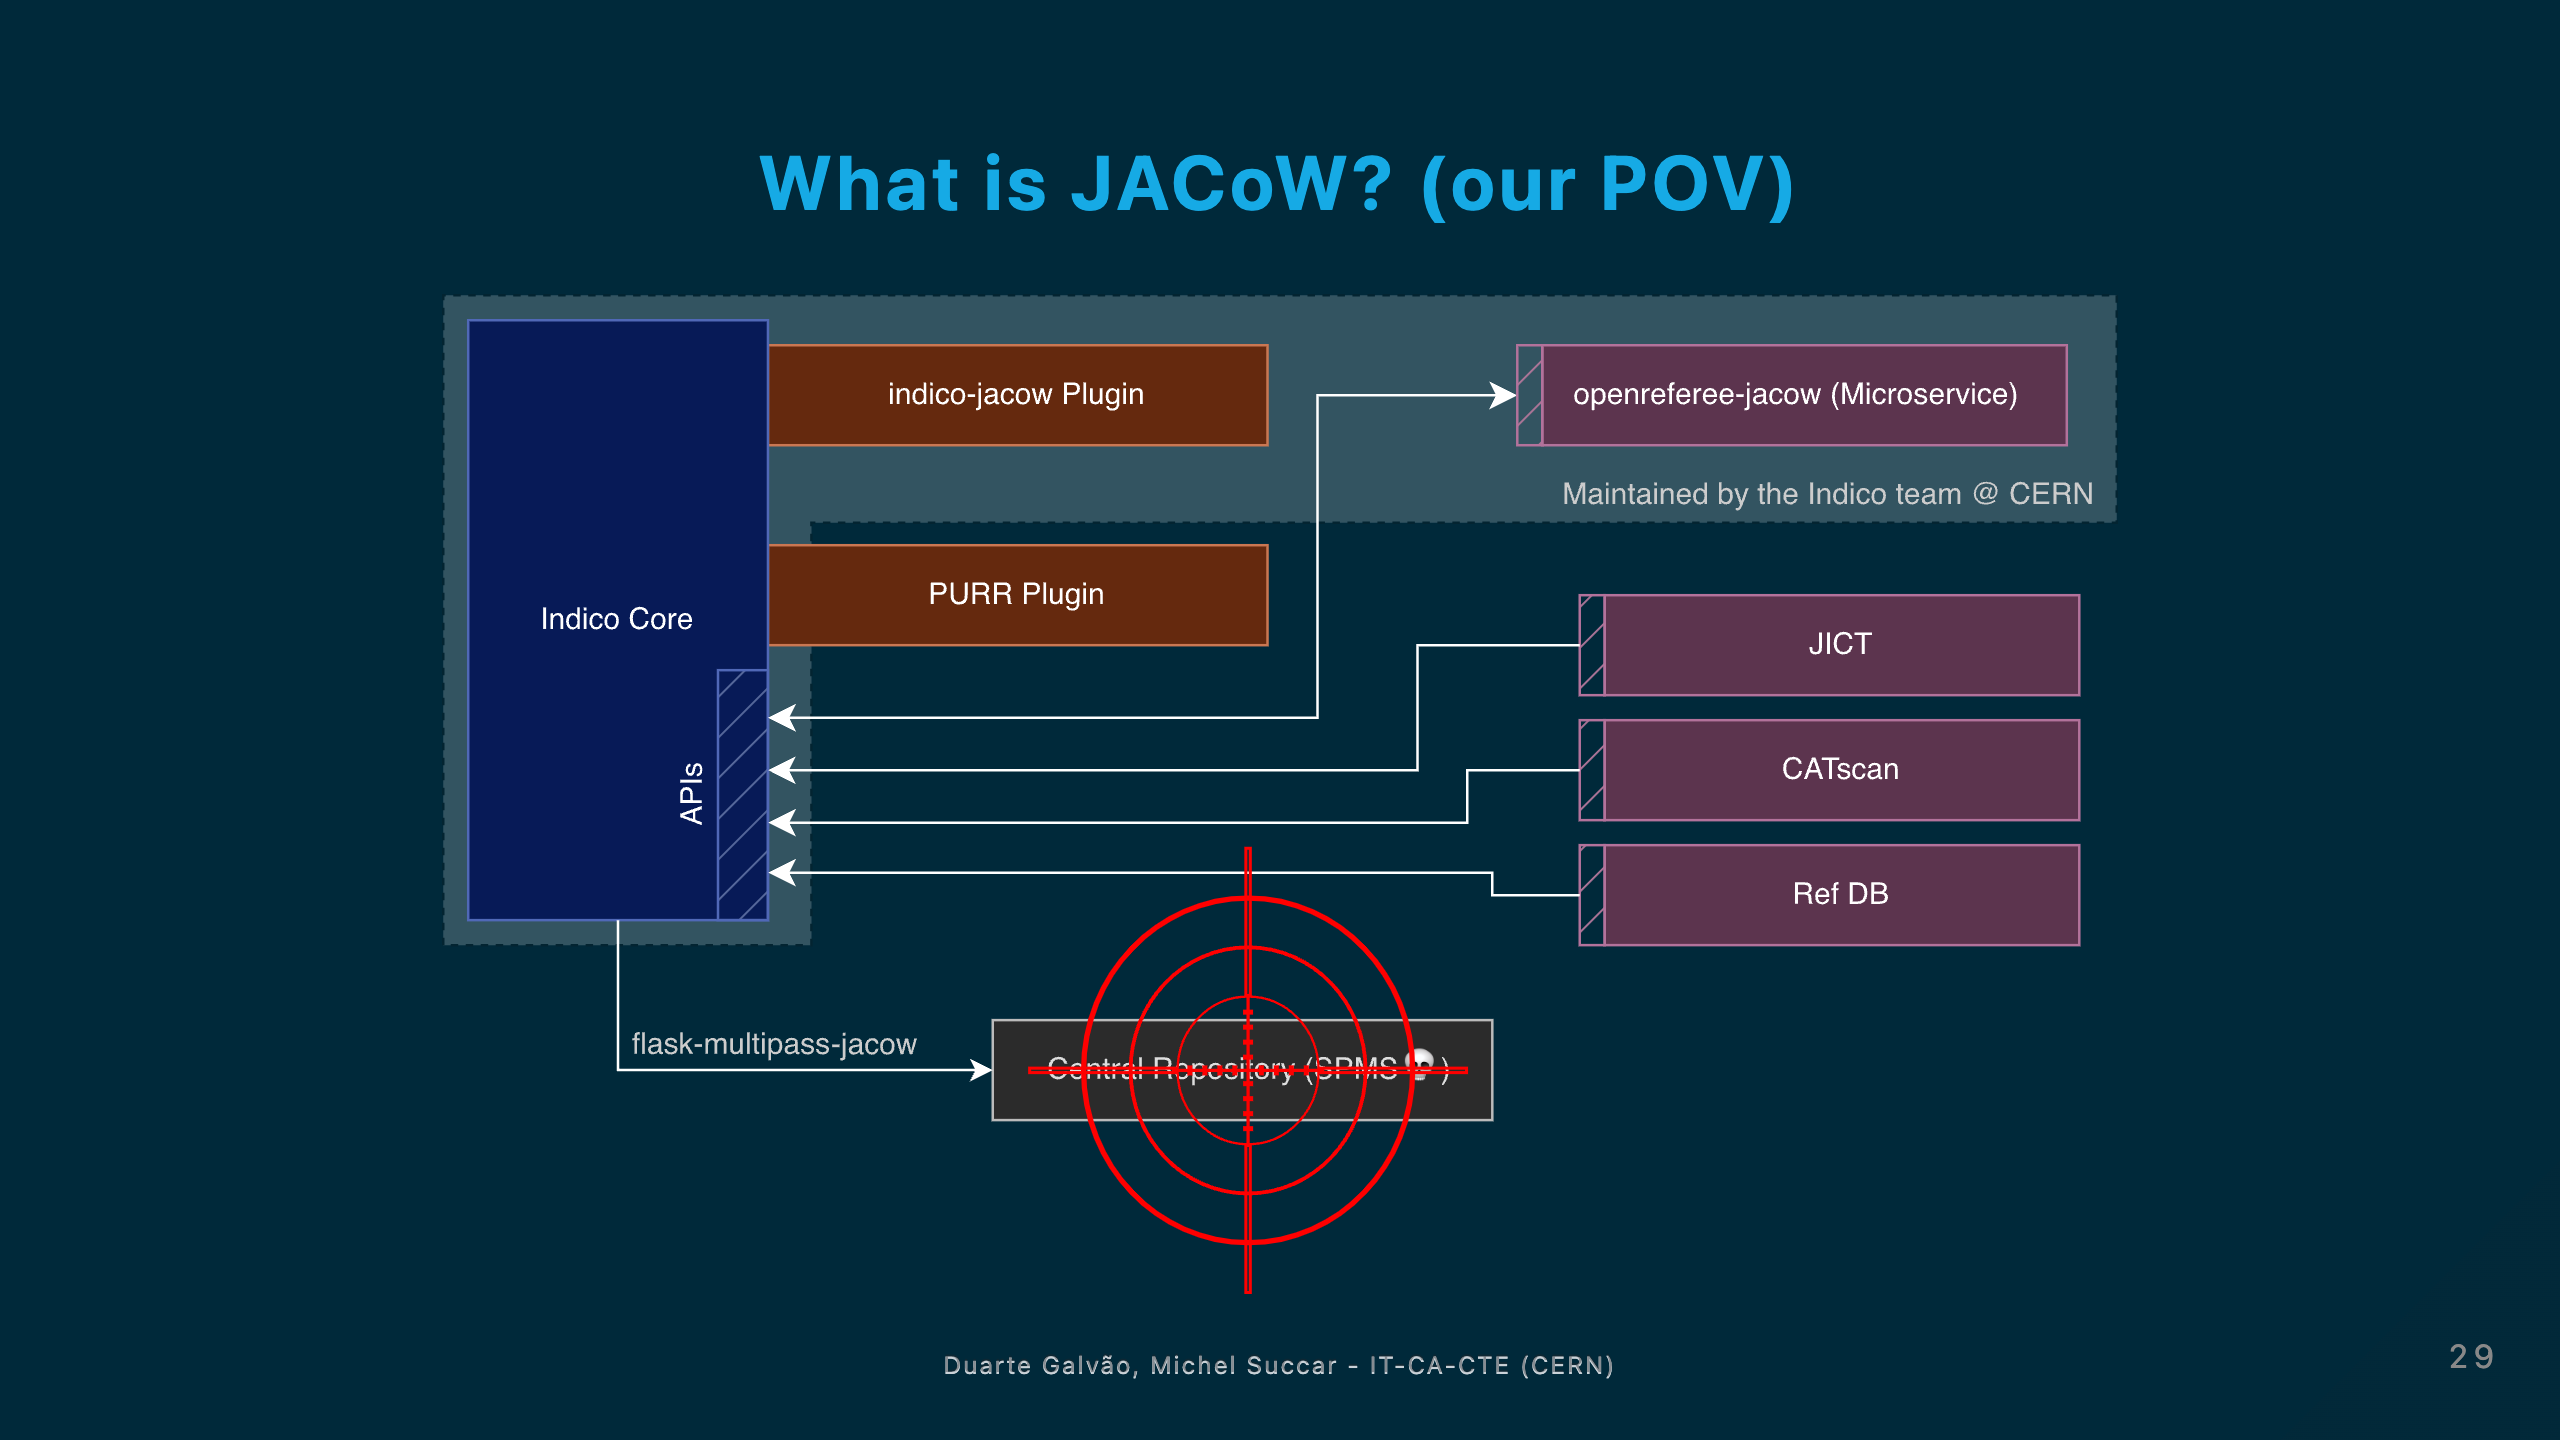 What is JACoW? (our POV)
indico-jacow Plugin
openreferee-jacow (Microservice)
Maintained by the Indico team @ CERN
PURR Plugin
Indico Core
JICT
APIs
CATscan
Ref DB
flask-multipass-jacow
Central Repository (SPMS💀)
Duarte Galvão, Michel Succar - IT-CA-CTE (CERN)
29